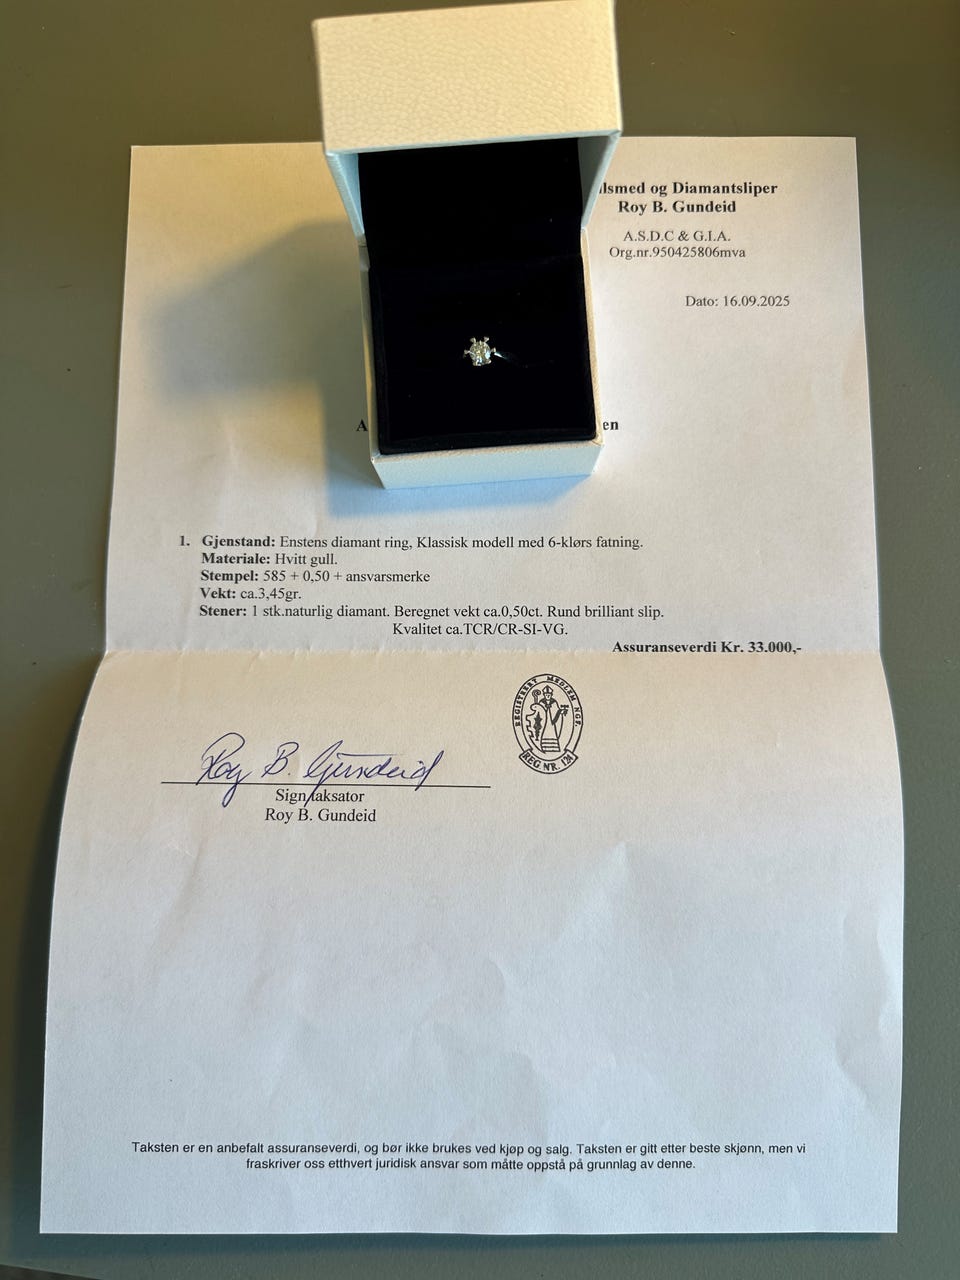 og Diamantsliper
Roy B. Gundeid
A.S.D.C & G.I.A.
Org.nr.950425806mva
Dato: 16.09.2025
1. Gjenstand: Enstens diamant ring, Klassisk modell med 6-klørs fatning.
Materiale: Hvitt gull.
Stempel: 585 + 0,50 + ansvarsmerke
Vekt: ca.3,45gr.
Stener: 1 stk.naturlig diamant. Beregnet vekt ca.0,50ct. Rund brilliant slip.
Kvalitet ca.TCR/CR-SI-VG.
Assuranseverdi Kr. 33.000,-
REGISTRERT MEDLEM NGF.
REG NR. 124
Roy B. Gundeid
Sign/taksator
Roy B. Gundeid
Taksten er en anbefalt assuranseverdi, og bør ikke brukes ved kjøp og salg. Taksten er gitt etter beste skjønn, men vi
fraskriver oss etthvert juridisk ansvar som måtte oppstå på grunnlag av denne.